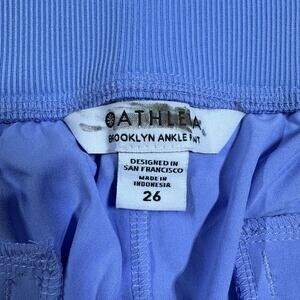 ATHLETA
BROOKLYN ANKLE PANT
DESIGNED IN
SAN FRANCISCO
MADE IN
INDONESIA
26